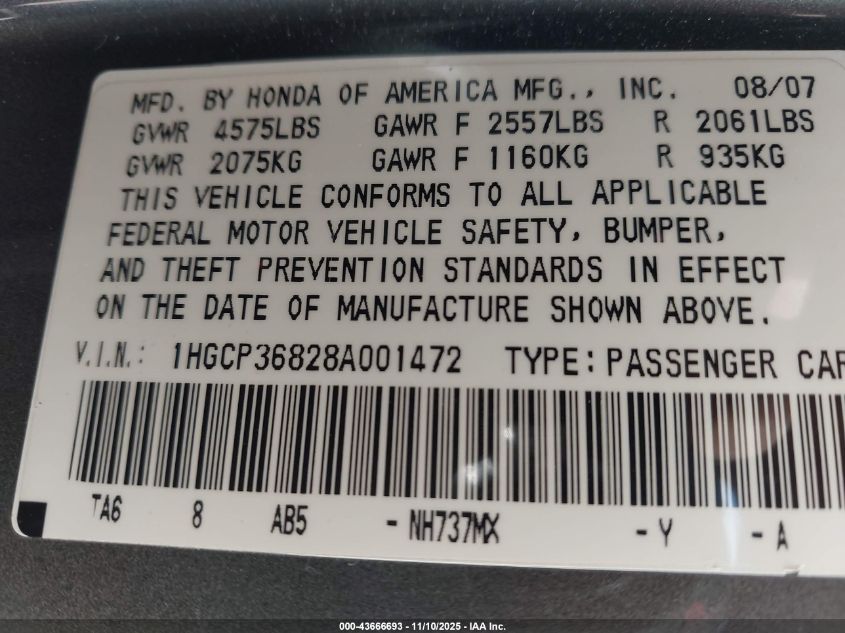 MFD. BY HONDA OF AMERICA MFG., INC. 08/07
GVWR 4575LBS GAWR F 2557LBS R 2061LBS
GVWR 2075KG GAWR F 1160KG R 935KG
THIS VEHICLE CONFORMS TO ALL APPLICABLE
FEDERAL MOTOR VEHICLE SAFETY, BUMPER,
AND THEFT PREVENTION STANDARDS IN EFFECT
ON THE DATE OF MANUFACTURE SHOWN ABOVE.
V.I.N.: 1HGCP36828A001472 TYPE: PASSENGER CAR
TA6 8 AB5 - NH737MX - Y - A
000-43666693 - 11/10/2025 - IAA Inc.